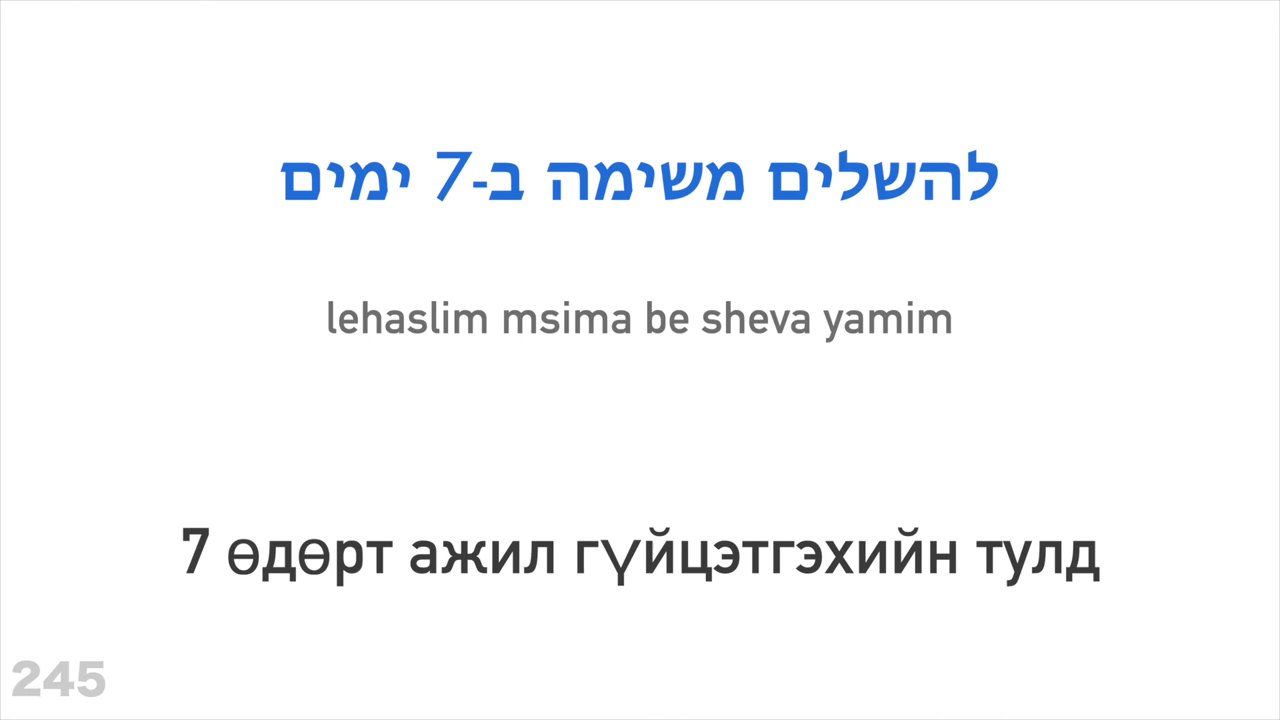 להשלים משימה ב-7 ימים
lehaslim msima be sheva yamim
7 өдөрт ажил гүйцэтгэхийн тулд
245